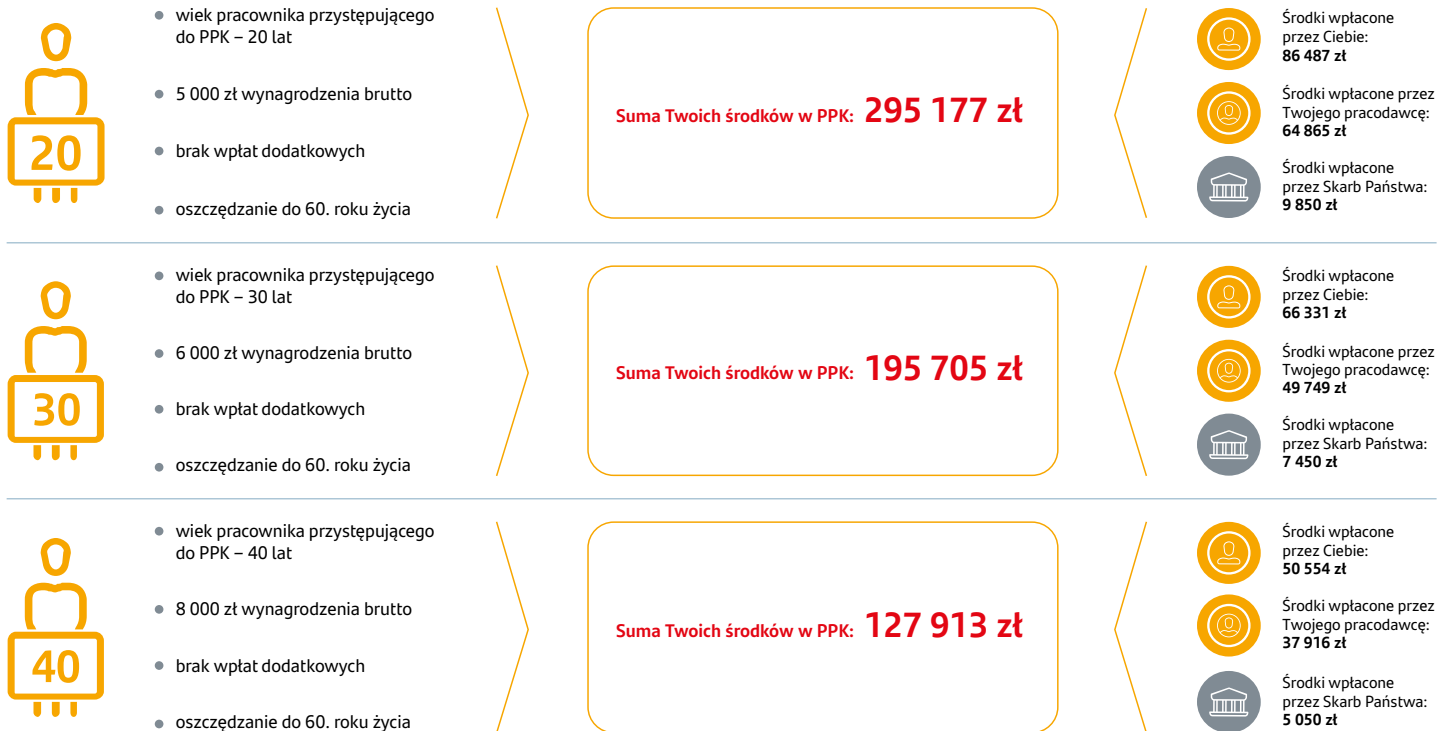 20
wiek pracownika przystępującego
do PPK – 20 lat
5 000 zł wynagrodzenia brutto
brak wpłat dodatkowych
oszczędzanie do 60. roku życia
Suma Twoich środków w PPK: 295 177 zł
Środki wpłacone
przez Ciebie:
86 487 zł
Środki wpłacone przez
Twojego pracodawcę:
64 865 zł
Środki wpłacone
przez Skarb Państwa:
9 850 zł
30
wiek pracownika przystępującego
do PPK – 30 lat
6 000 zł wynagrodzenia brutto
brak wpłat dodatkowych
oszczędzanie do 60. roku życia
Suma Twoich środków w PPK: 195 705 zł
Środki wpłacone
przez Ciebie:
66 331 zł
Środki wpłacone przez
Twojego pracodawcę:
49 749 zł
Środki wpłacone
przez Skarb Państwa:
7 450 zł
40
wiek pracownika przystępującego
do PPK – 40 lat
8 000 zł wynagrodzenia brutto
brak wpłat dodatkowych
oszczędzanie do 60. roku życia
Suma Twoich środków w PPK: 127 913 zł
Środki wpłacone
przez Ciebie:
50 554 zł
Środki wpłacone przez
Twojego pracodawcę:
37 916 zł
Środki wpłacone
przez Skarb Państwa:
5 050 zł